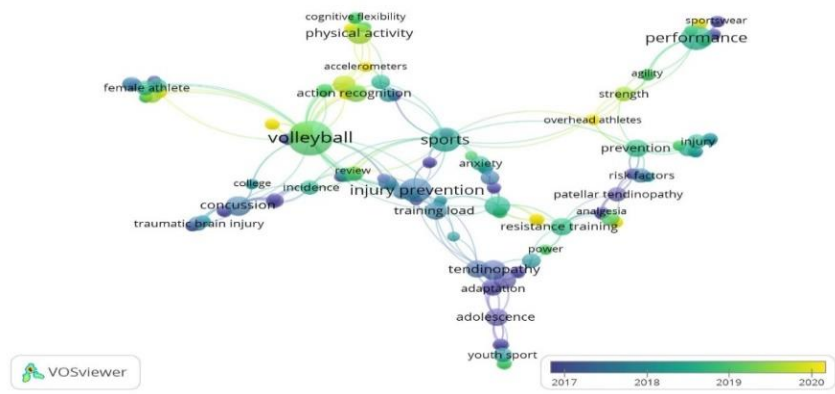 cognitive flexibility
physical activity
sportswear
performance
accelerometers
agility
female athlete
action recognition
strength
overhead athletes
volleyball
sports
prevention
injury
review
anxiety
college
incidence
injury prevention
risk factors
concussion
patellar tendinopathy
training load
analgesia
traumatic brain injury
resistance training
power
tendinopathy
adaptation
adolescence
youth sport
VOSviewer
2017 2018 2019 2020